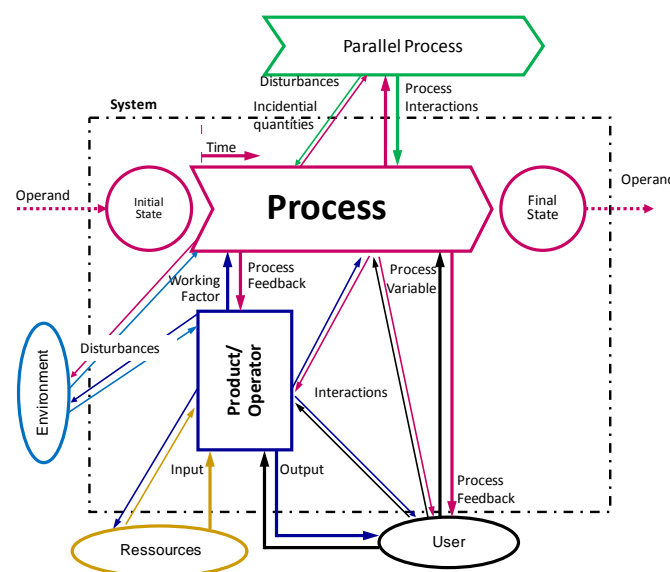 Parallel Process
Disturbances
Incidential
quantities
Process
Interactions
System
Time
Operand
Initial
State
Process
Final
State
Operand
Working
Factor
Process
Feedback
Process
Variable
Environment
Disturbances
Product/
Operator
Interactions
Input
Output
Process
Feedback
Ressources
User